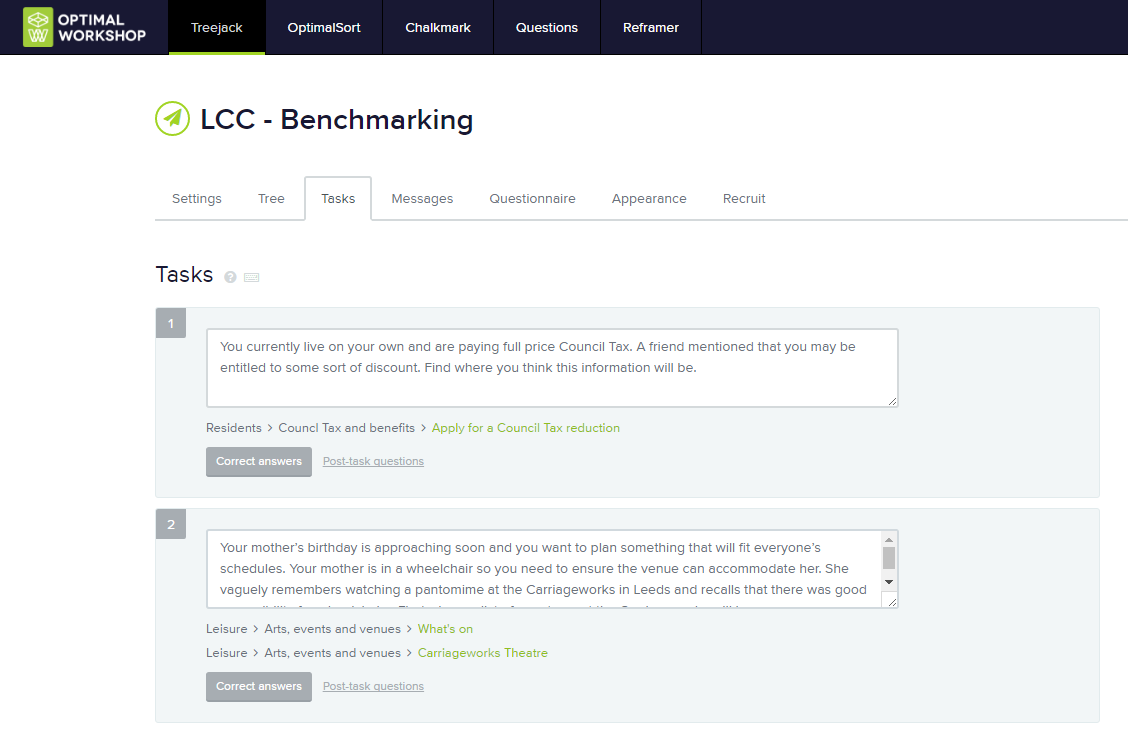 OPTIMAL
WORKSHOP
Treejack
OptimalSort
Chalkmark
Questions
Reframer
LCC - Benchmarking
Settings
Tree
Tasks
Messages
Questionnaire
Appearance
Recruit
Tasks
1
You currently live on your own and are paying full price Council Tax. A friend mentioned that you may be
entitled to some sort of discount. Find where you think this information will be.
Residents > Councl Tax and benefits > Apply for a Council Tax reduction
Correct answers
Post-task questions
2
Your mother’s birthday is approaching soon and you want to plan something that will fit everyone’s
schedules. Your mother is in a wheelchair so you need to ensure the venue can accommodate her. She
vaguely remembers watching a pantomime at the Carriageworks in Leeds and recalls that there was good
Leisure > Arts, events and venues > What's on
Leisure > Arts, events and venues > Carriageworks Theatre
Correct answers
Post-task questions